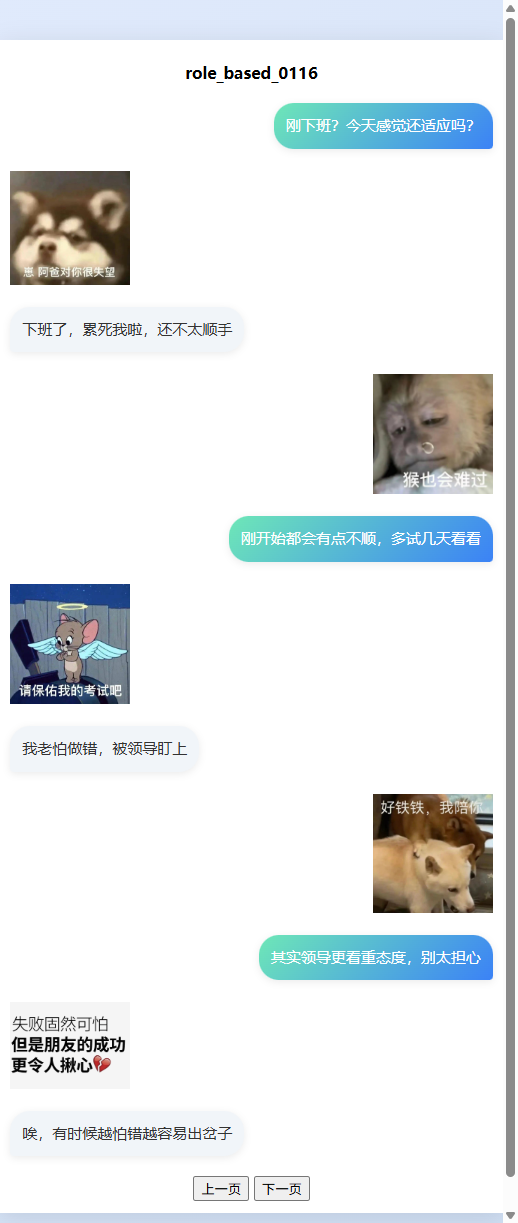 role_based_0116
刚下班？今天感觉还适应吗？
崽 阿爸对你很失望
下班了，累死我啦，还不太顺手
猴也会难过
刚开始都会有点不顺，多试几天看看
请保佑我的考试吧
我老怕做错，被领导盯上
好铁铁，我陪你
其实领导更看重态度，别太担心
失败固然可怕
但是朋友的成功
更令人揪心💔
唉，有时候越怕错越容易出岔子
上一页 下一页